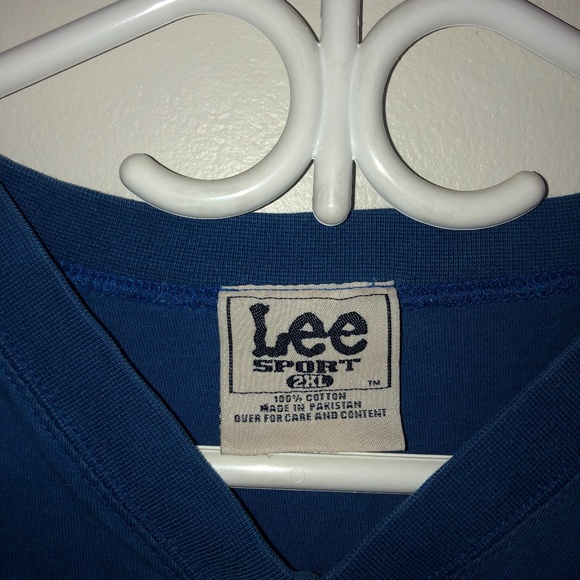 Lee
SPORT
2XL
TM
100% COTTON
MADE IN PAKISTAN
OVER FOR CARE AND CONTENT